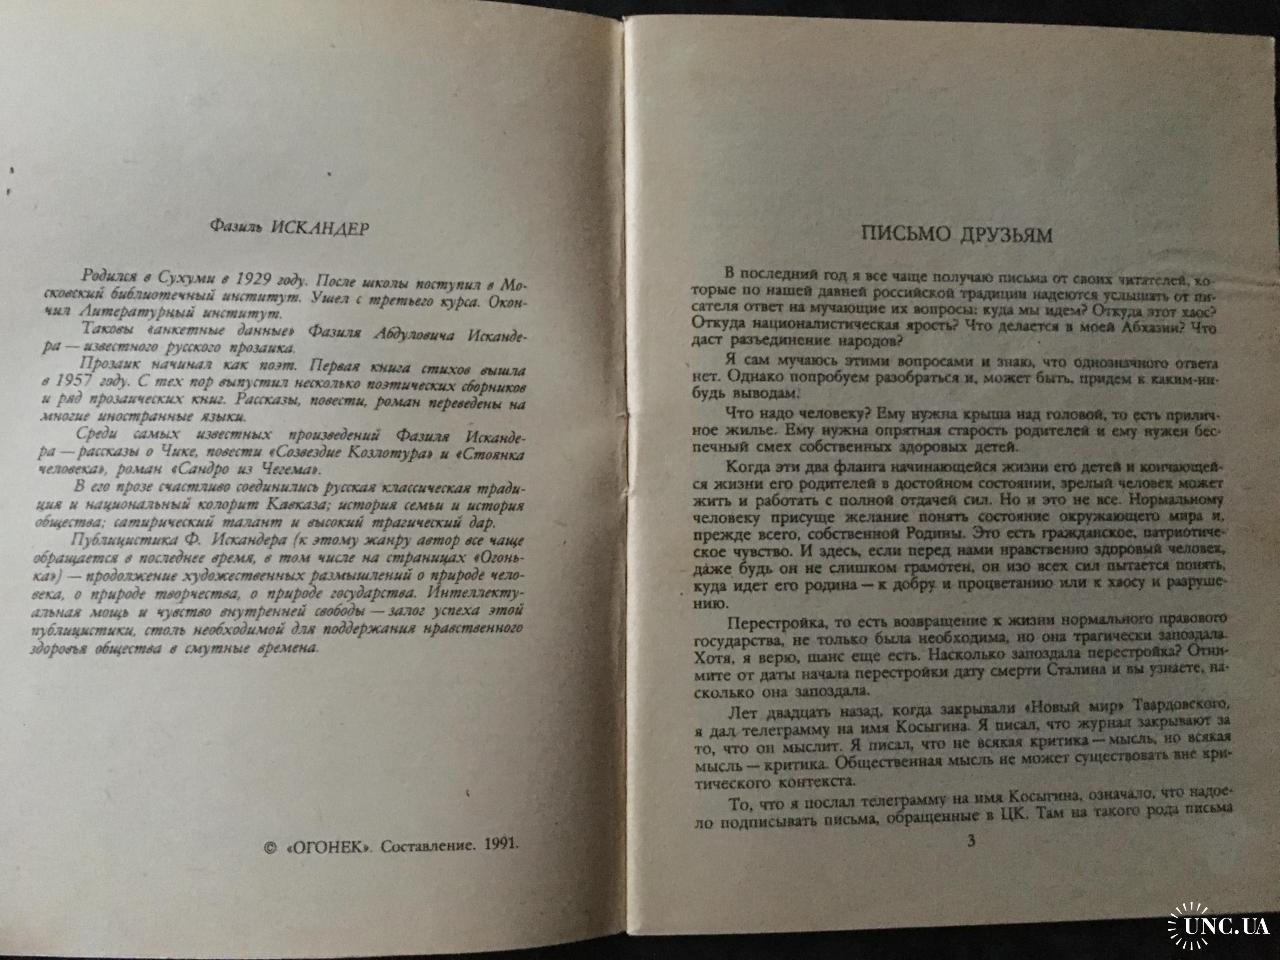 Фазиль ИСКАНДЕР
Родился в Сухуми в 1929 году. После школы поступил в Мо-
сковский библиотечный институт. Ушел с третьего курса. Окон-
чил Литературный институт.
Таковы «анкетные данные» Фазиля Абдуловича Исканде-
ра — известного русского прозаика.
Прозаик начинал как поэт. Первая книга стихов вышла
в 1957 году. С тех пор выпустил несколько поэтических сборников
и ряд прозаических книг. Рассказы, повести, роман переведены на
многие иностранные языки.
Среди самых известных произведений Фазиля Исканде-
ра — рассказы о Чике, повести «Созвездие Козлотура» и «Стоянка
человека», роман «Сандро из Чегема».
В его прозе счастливо соединились русская классическая тради-
ция и национальный колорит Кавказа; история семьи и история
общества; сатирический талант и высокий трагический дар.
Публицистика Ф. Искандера (к этому жанру автор все чаще
обращается в последнее время, в том числе на страницах «Огонь-
ка») — продолжение художественных размышлений о природе чело-
века, о природе творчества, о природе государства. Интеллекту-
альная мощь и чувство внутренней свободы — залог успеха этой
публицистики, столь необходимой для поддержания нравственного
здоровья общества в смутные времена.
© «ОГОНЕК». Составление. 1991.
ПИСЬМО ДРУЗЬЯМ
В последний год я все чаще получаю письма от своих читателей, ко-
торые по нашей давней российской традиции надеются услышать от пи-
сателя ответ на мучающие их вопросы: куда мы идем? Откуда этот хаос?
Откуда националистическая ярость? Что делается в моей Абхазии? Что
даст разъединение народов?
Я сам мучаюсь этими вопросами и знаю, что однозначного ответа
нет. Однако попробуем разобраться и, может быть, придем к каким-ни-
будь выводам.
Что надо человеку? Ему нужна крыша над головой, то есть прилич-
ное жилье. Ему нужна опрятная старость родителей и ему нужен бес-
печный смех собственных здоровых детей.
Когда эти два фланга начинающейся жизни его детей и кончающей-
ся жизни его родителей в достойном состоянии, зрелый человек может
жить и работать с полной отдачей сил. Но и это не все. Нормальному
человеку присуще желание понять состояние окружающего мира и,
прежде всего, собственной Родины. Это есть гражданское, патриоти-
ческое чувство. И здесь, если перед нами нравственно здоровый человек,
даже будь он не слишком грамотен, он изо всех сил пытается понять,
куда идет его родина — к добру и процветанию или к хаосу и разруше-
нию.
Перестройка, то есть возвращение к жизни нормального правового
государства, не только была необходима, но она трагически запоздала.
Хотя, я верю, шанс еще есть. Насколько запоздала перестройка? Отни-
мите от даты начала перестройки дату смерти Сталина и вы узнаете, на-
сколько она запоздала.
Лет двадцать назад, когда закрывали «Новый мир» Твардовского,
я дал телеграмму на имя Косыгина. Я писал, что журнал закрывают за
то, что он мыслит. Я писал, что не всякая критика — мысль, но всякая
мысль — критика. Общественная мысль не может существовать вне кри-
тического контекста.
То, что я послал телеграмму на имя Косыгина, означало, что надое-
ло подписывать письма, обращенные в ЦК. Там на такого рода письма
3
UNC.UA